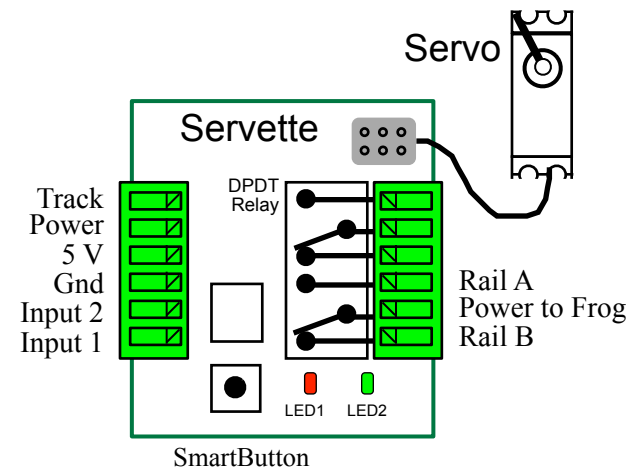 Servo
Servette
DPDT
Relay
Track
Power
5 V
Gnd
Input 2
Input 1
Rail A
Power to Frog
Rail B
LED1
LED2
SmartButton